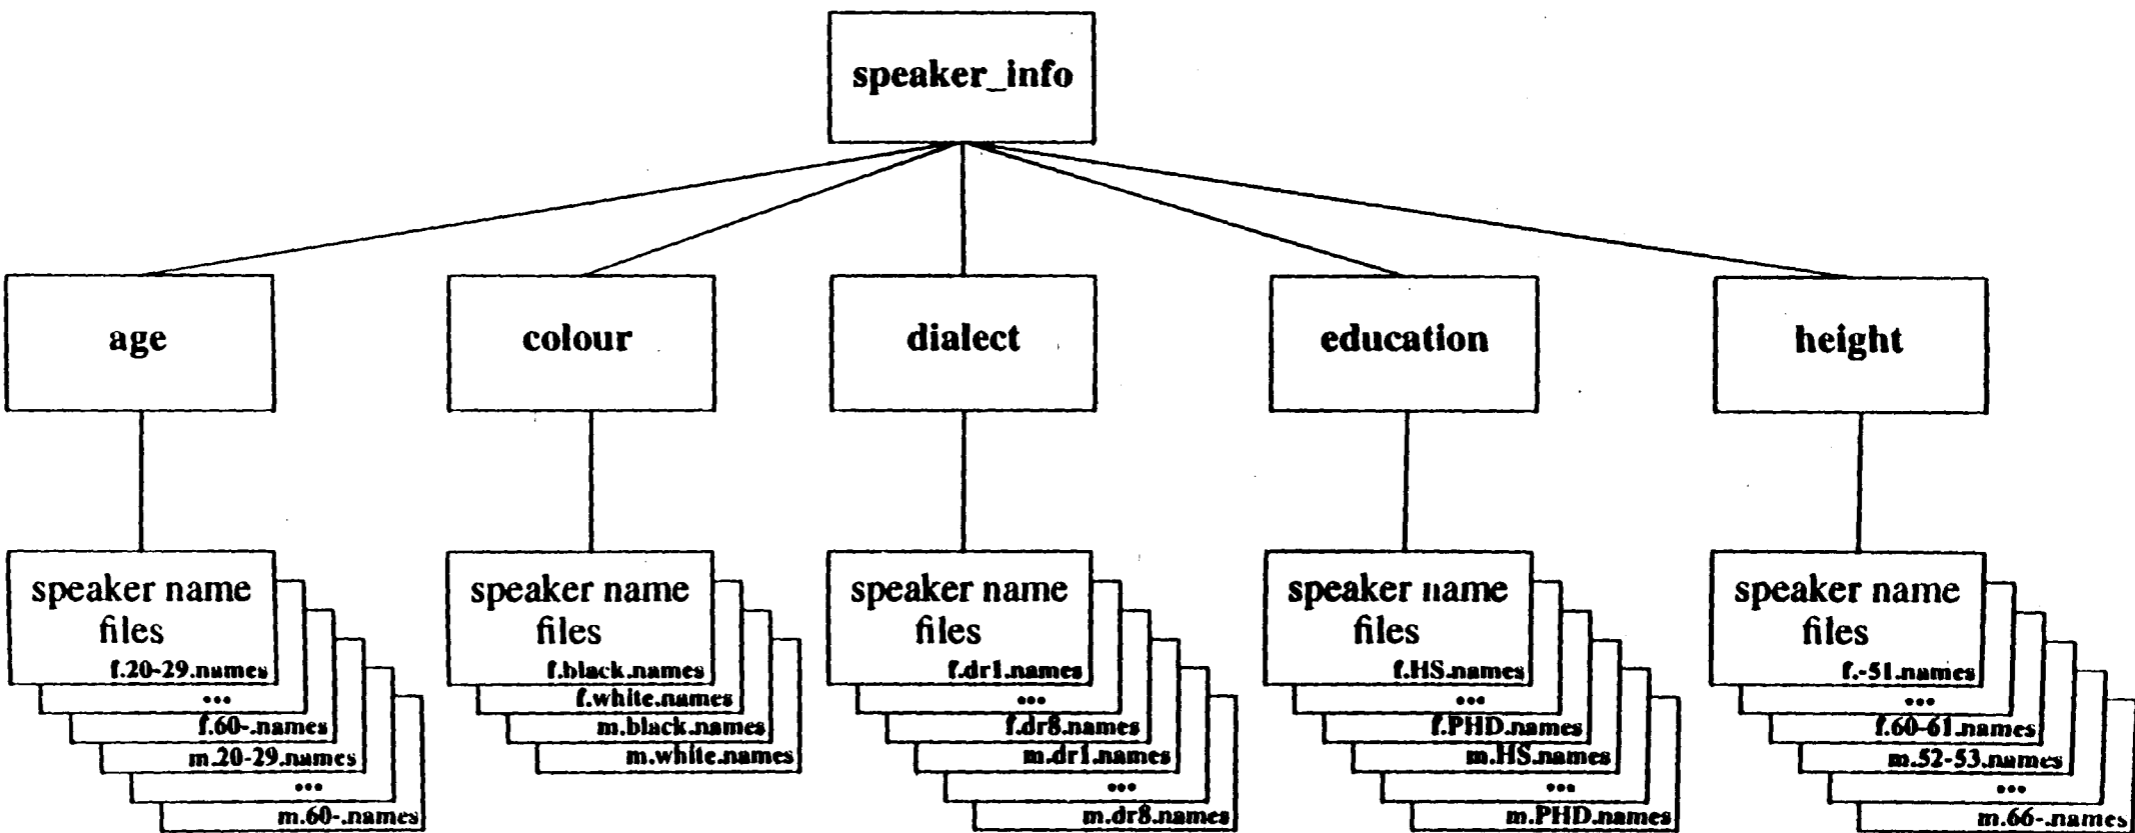 speaker_info
age
colour
dialect
education
height
speaker name
files
f.20-29.names
...
f.60-.names
m.20-29.names
...
m.60-.names
speaker name
files
f.black.names
f.white.names
m.black.names
m.white.names
speaker name
files
f.dr1.names
...
f.dr8.names
m.dr1.names
...
m.dr8.names
speaker name
files
f.HS.names
...
f.PHD.names
m.HS.names
...
m.PHD.names
speaker name
files
f.-51.names
...
f.60-61.names
m.52-53.names
...
m.66-.names